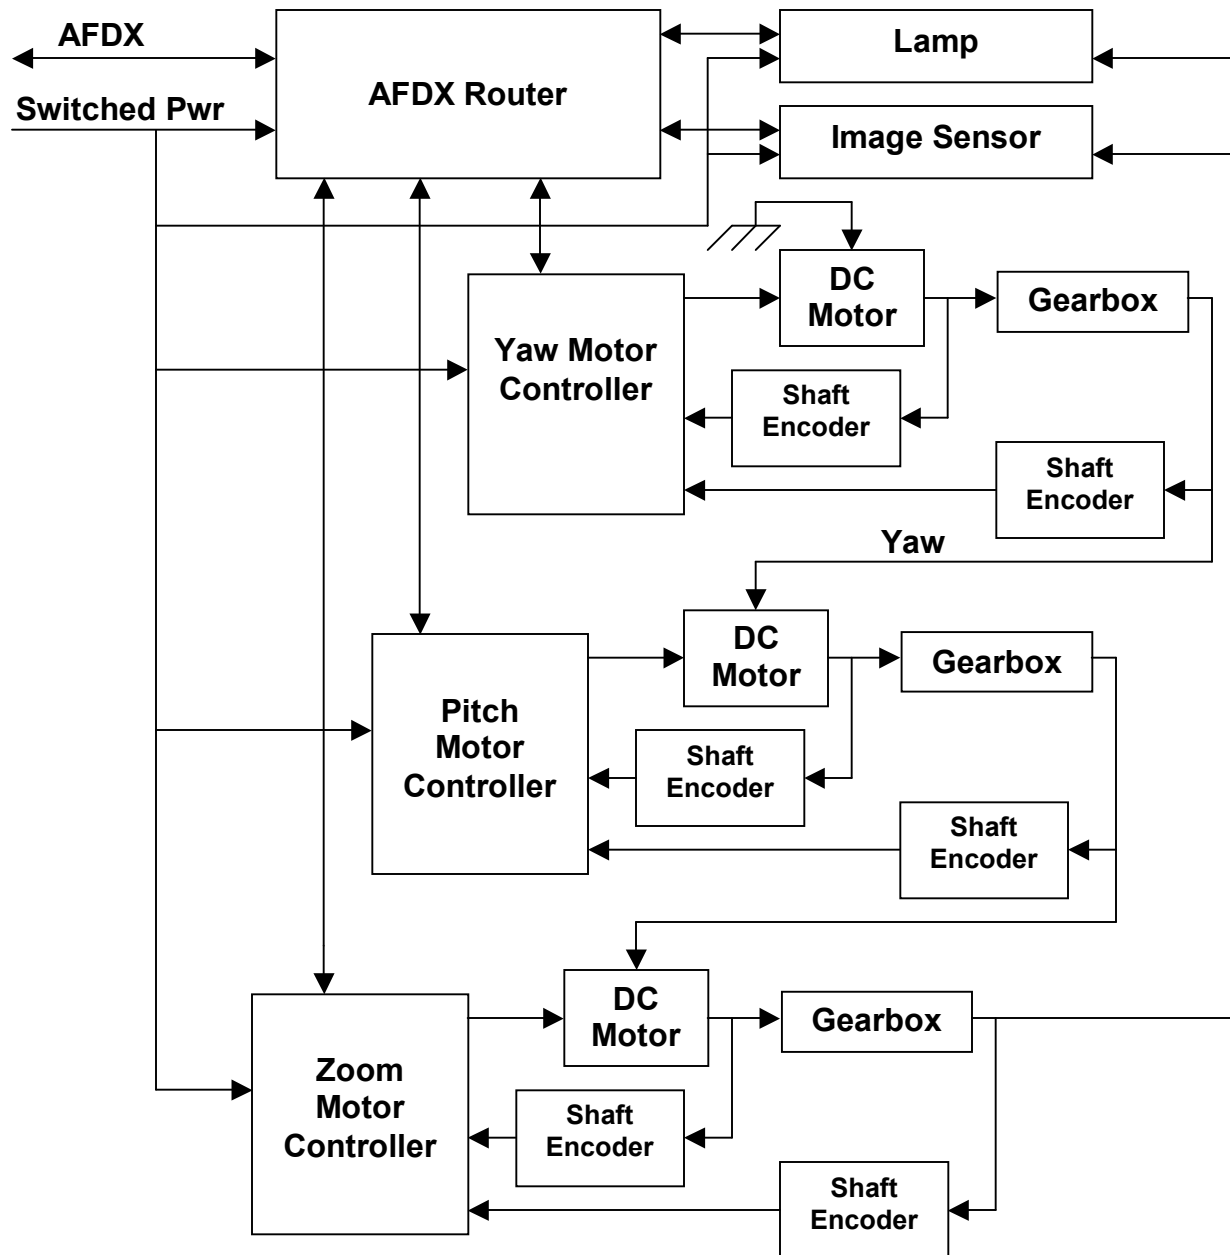 AFDX
Switched Pwr
AFDX Router
Lamp
Image Sensor
Yaw Motor
Controller
DC
Motor
Gearbox
Shaft
Encoder
Shaft
Encoder
Yaw
Pitch
Motor
Controller
DC
Motor
Gearbox
Shaft
Encoder
Shaft
Encoder
Zoom
Motor
Controller
DC
Motor
Gearbox
Shaft
Encoder
Shaft
Encoder